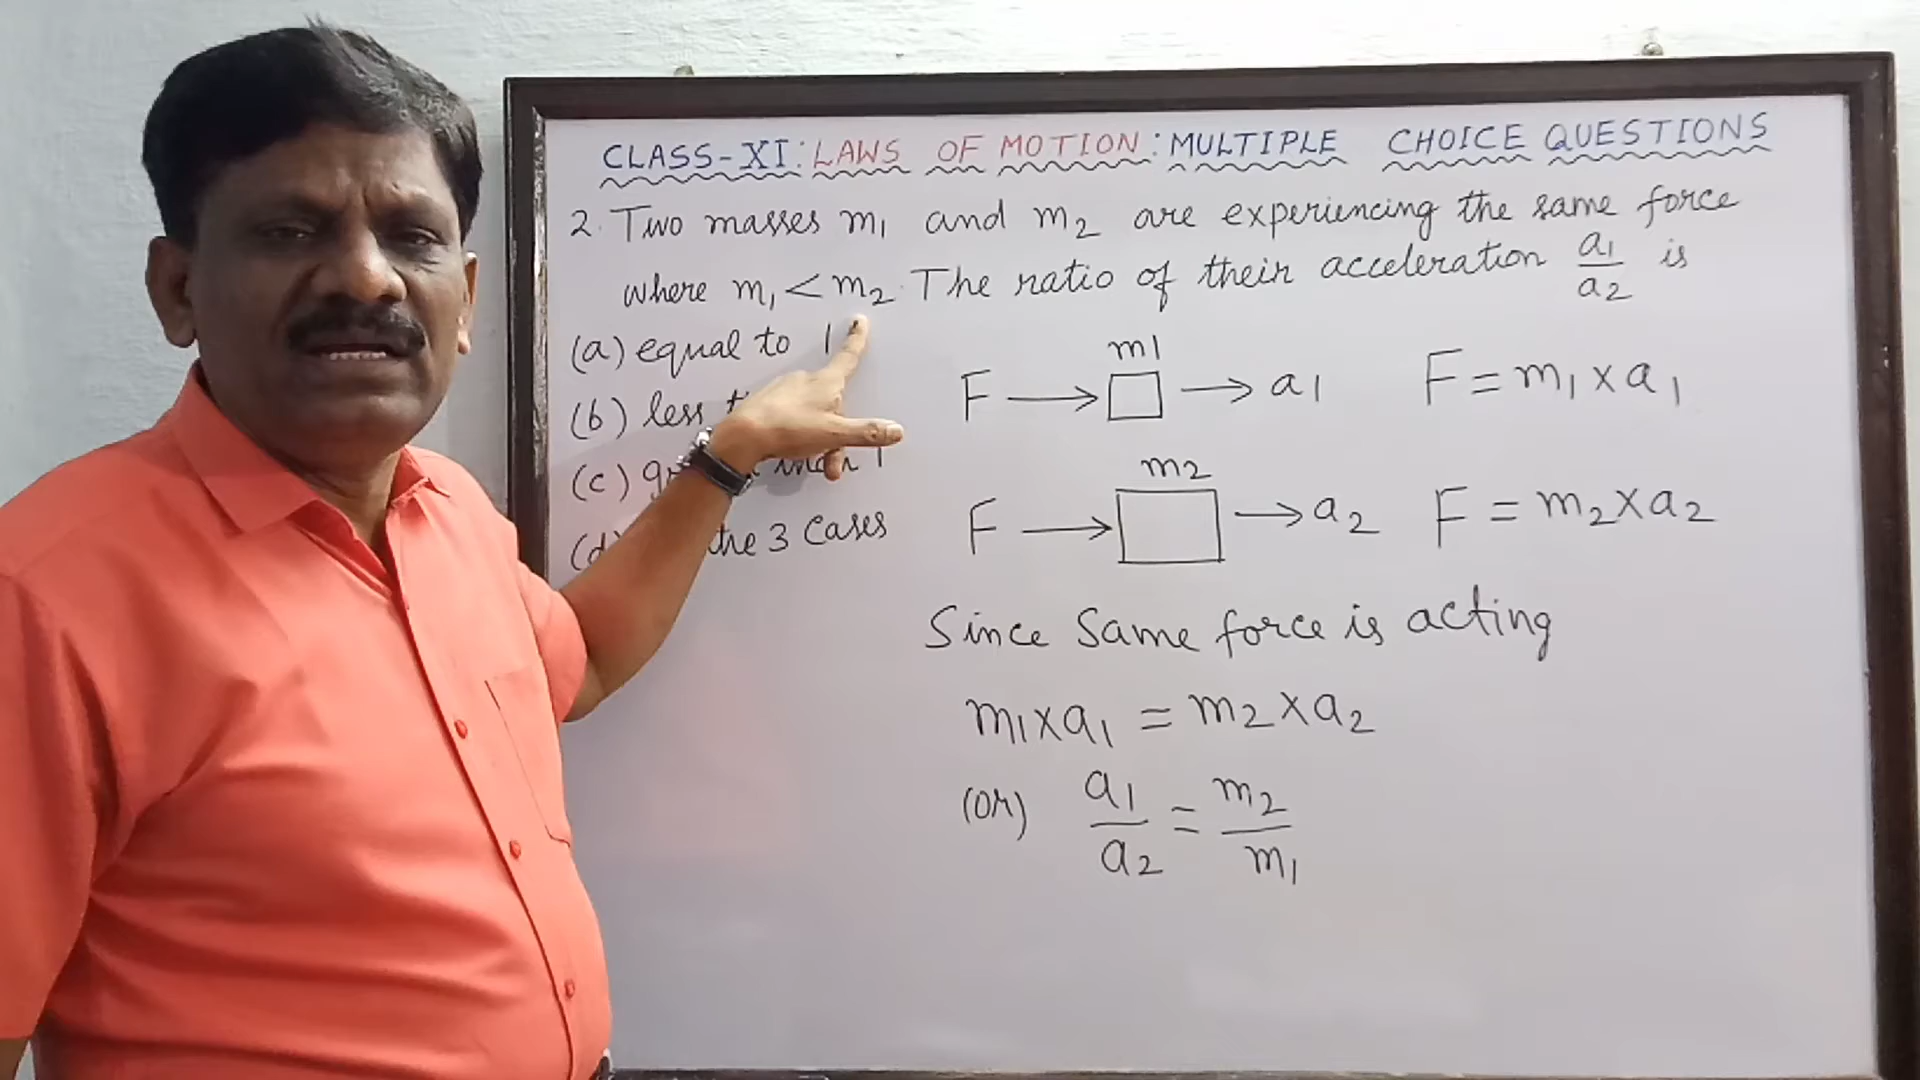 CLASS-XI: LAWS OF MOTION: MULTIPLE CHOICE QUESTIONS
2. Two masses m1 and m2 are experiencing the same force
where m1 < m2. The ratio of their acceleration a1/a2 is
(a) equal to 1
(b) less
(c) than 1
(d) the 3 cases
m1
F → □ → a1 F = m1 × a1
m2
F → □ → a2 F = m2 × a2
Since Same force is acting
m1 × a1 = m2 × a2
(or) a1/a2 = m2/m1